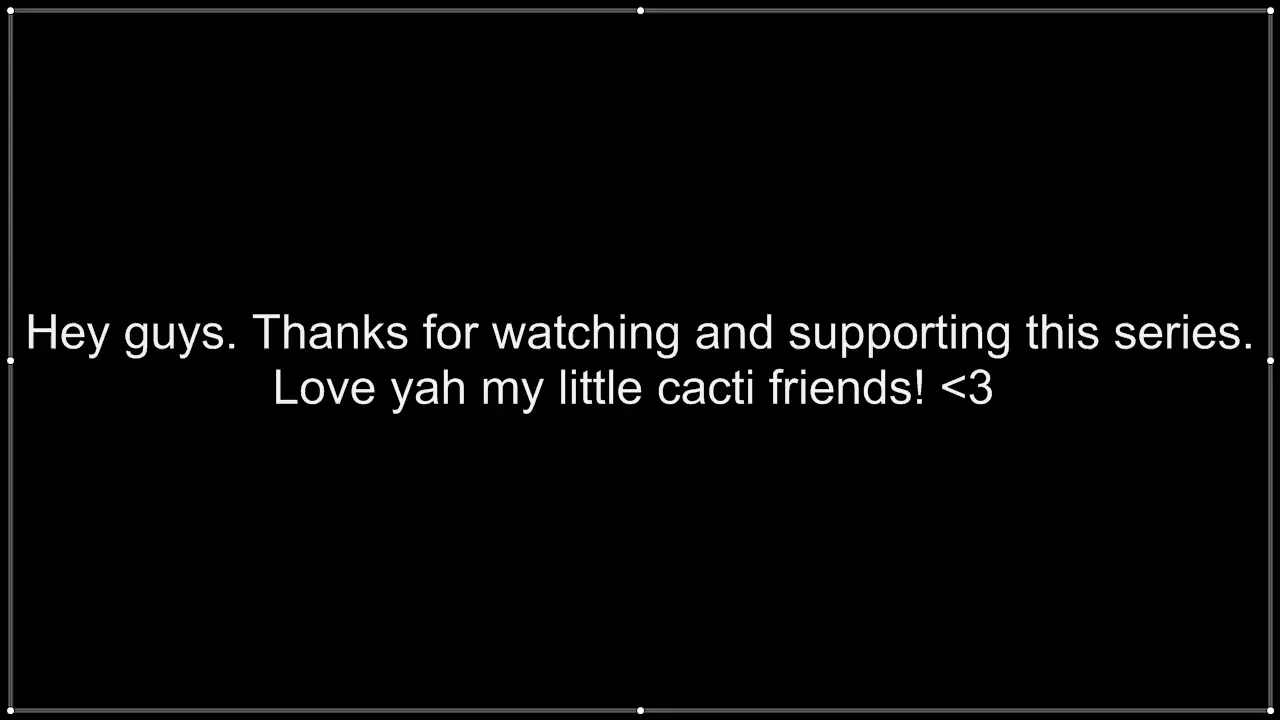 Hey guys. Thanks for watching and supporting this series.
Love yah my little cacti friends! <3